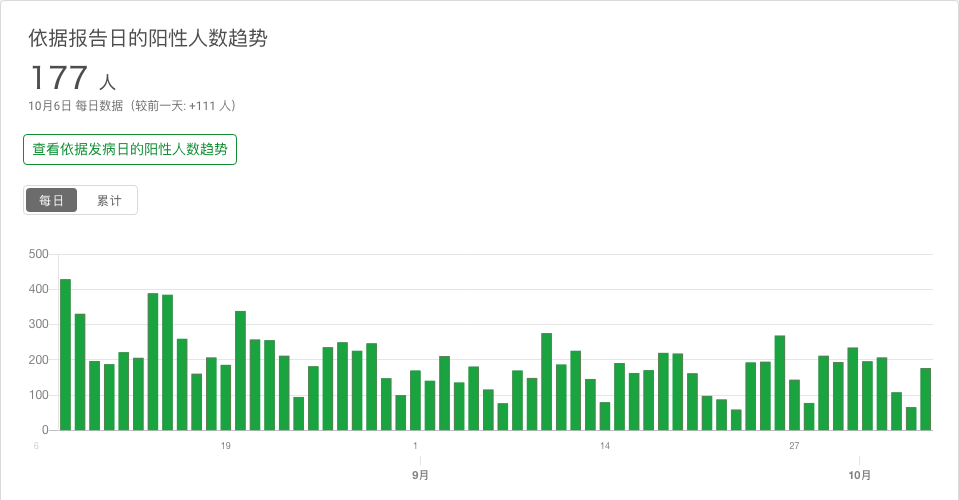 依据报告日的阳性人数趋势
177 人
10月6日 每日数据（较前一天: +111 人）
查看依据发病日的阳性人数趋势
每日 累计
500
400
300
200
100
0
6 19 1 14 27
9月 10月